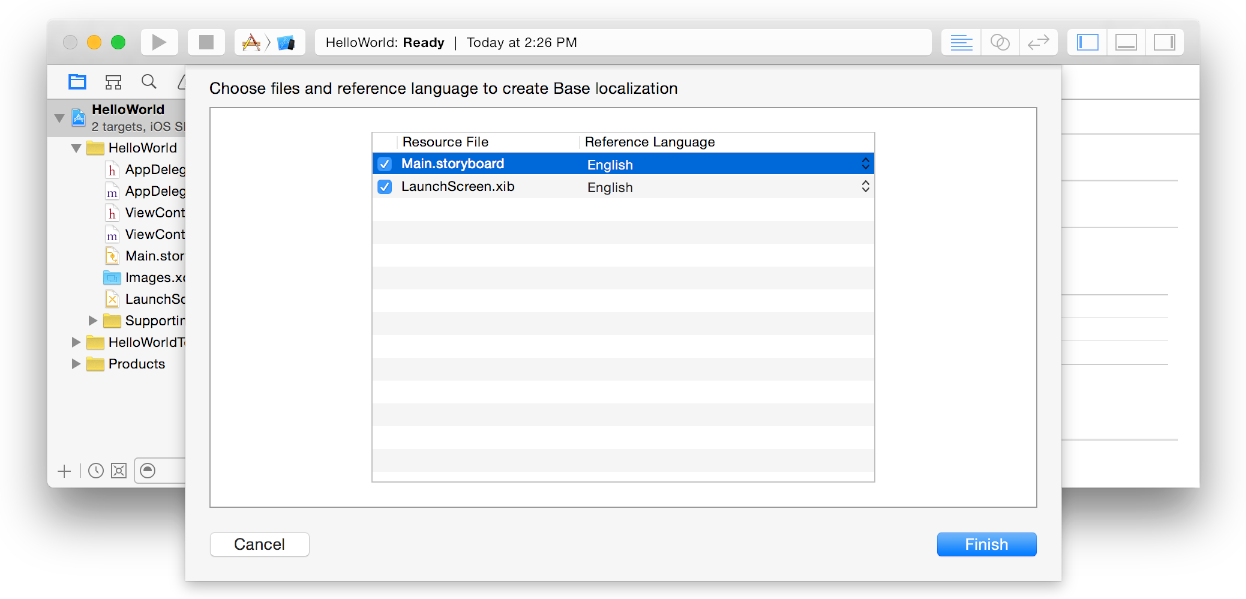 HelloWorld: Ready | Today at 2:26 PM
Choose files and reference language to create Base localization
HelloWorld
2 targets, iOS
HelloWorld
h AppDeleg
m AppDeleg
h ViewCont
m ViewCont
Main.stor
Images.xc
LaunchSc
Supportin
HelloWorldTe
Products
Resource File Reference Language
Main.storyboard English
LaunchScreen.xib English
Cancel Finish